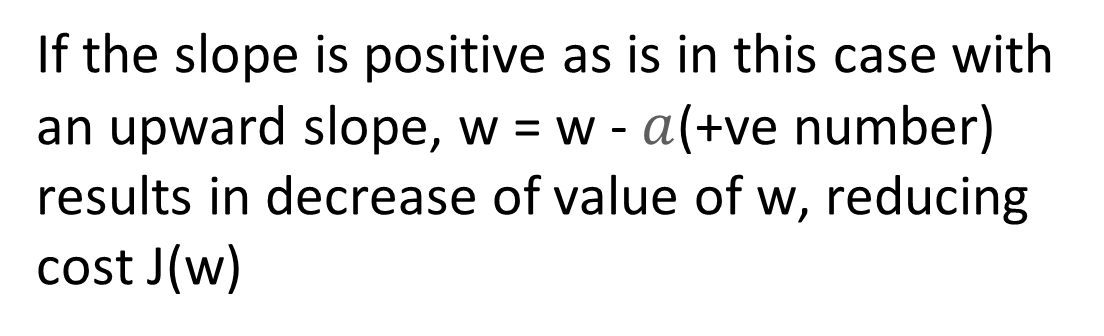 If the slope is positive as is in this case with
an upward slope, w = w - 𝑎(+ve number)
results in decrease of value of w, reducing
cost J(w)